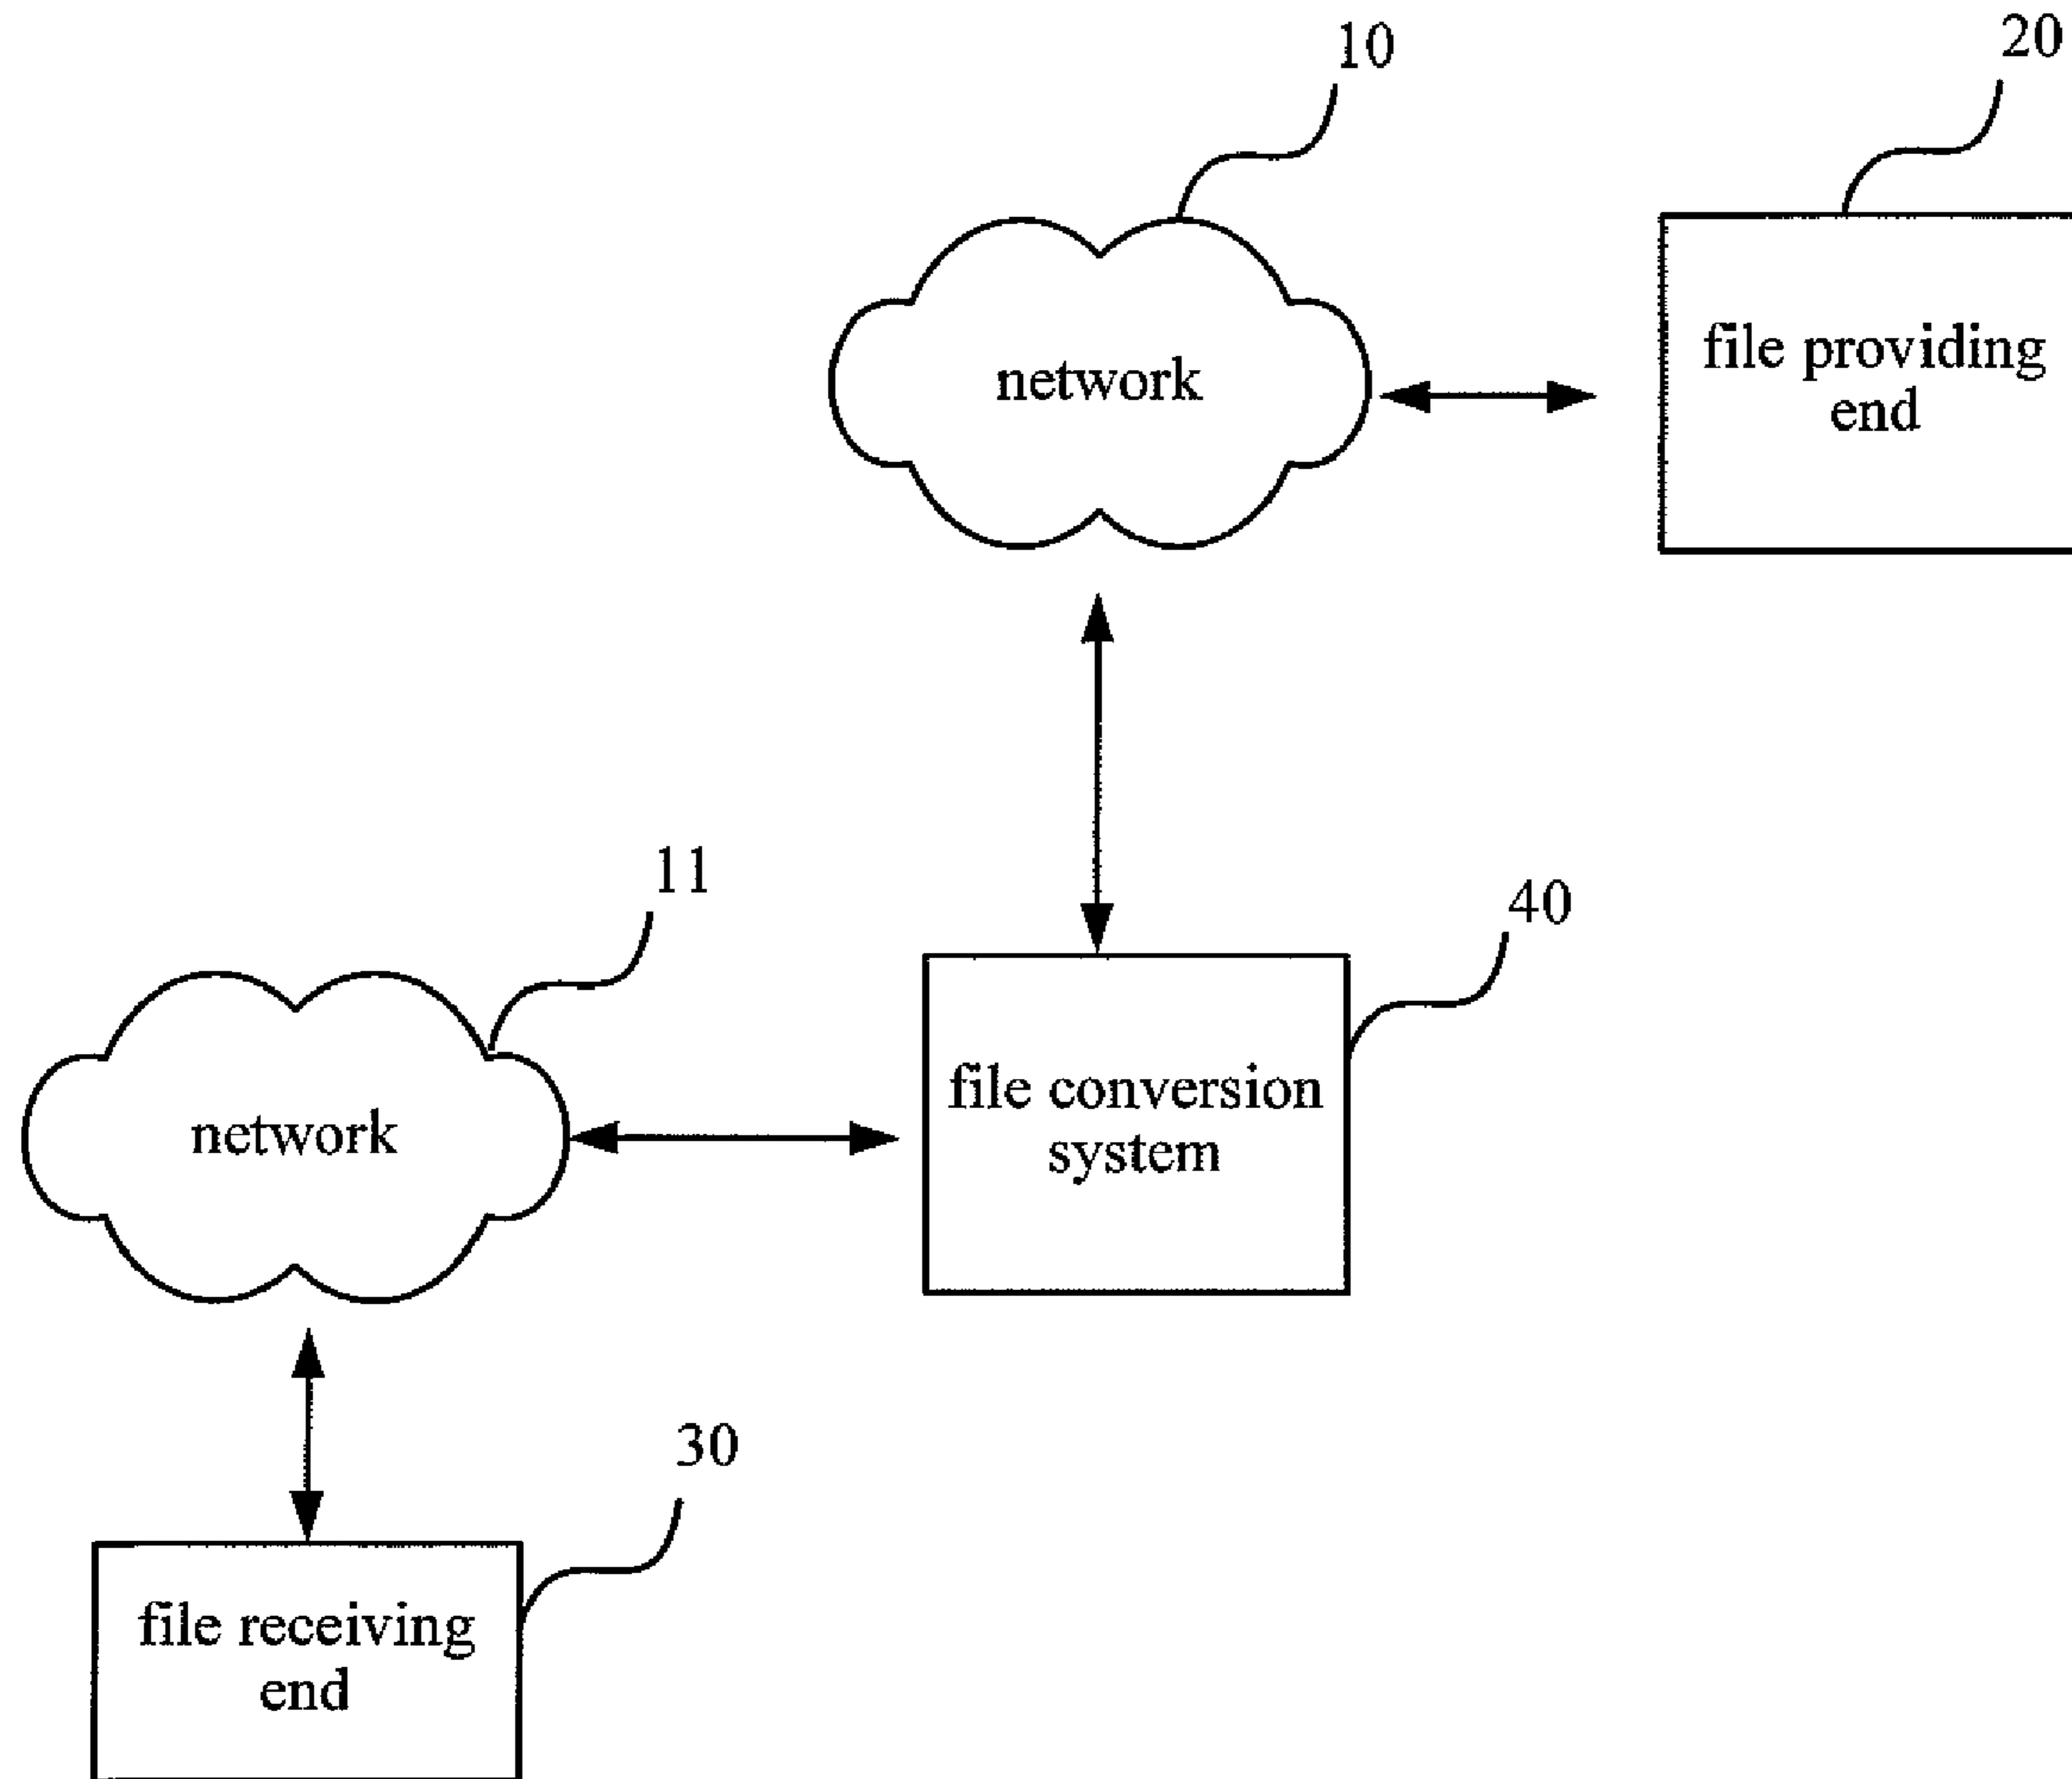 10
20
network
file providing
end
11
40
network
file conversion
system
30
file receiving
end